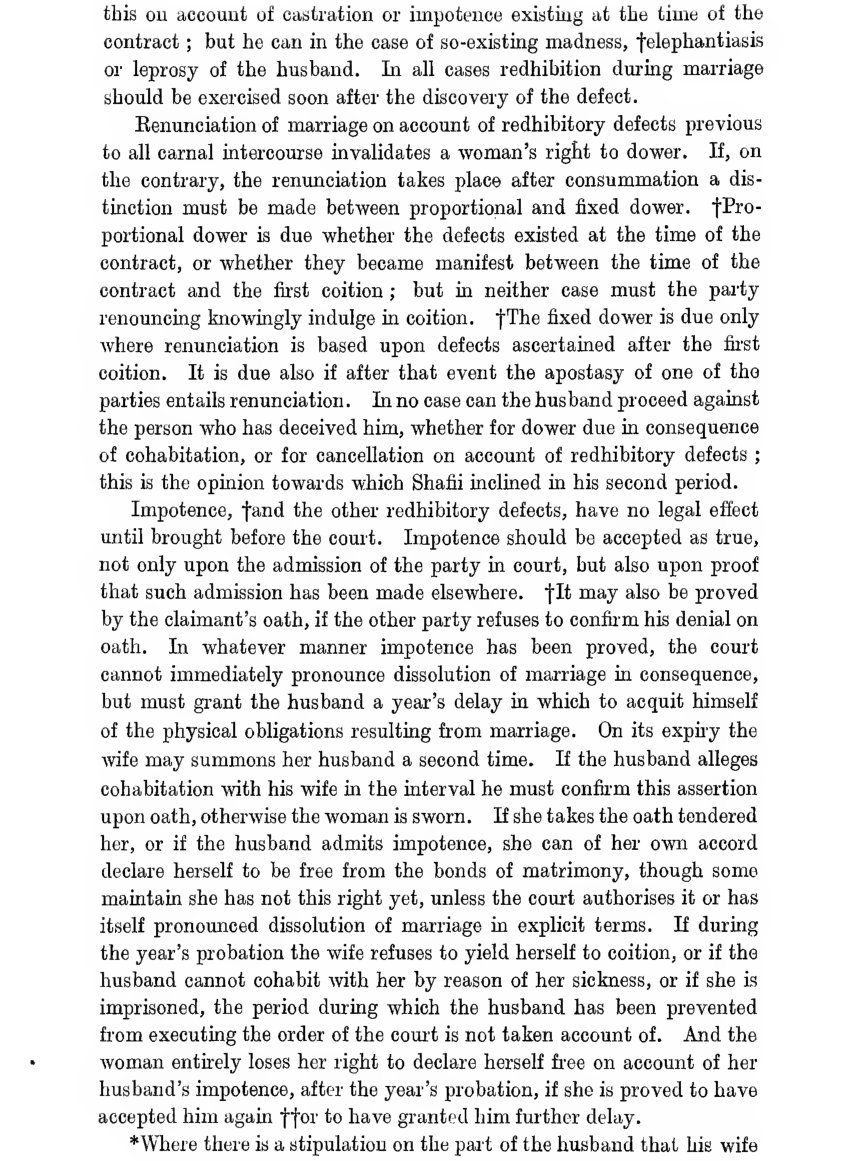 this on account of castration or impotence existing at the time of the
contract ; but he can in the case of so-existing madness, †elephantiasis
or leprosy of the husband. In all cases redhibition during marriage
should be exercised soon after the discovery of the defect.
Renunciation of marriage on account of redhibitory defects previous
to all carnal intercourse invalidates a woman's right to dower. If, on
the contrary, the renunciation takes place after consummation a dis-
tinction must be made between proportional and fixed dower. †Pro-
portional dower is due whether the defects existed at the time of the
contract, or whether they became manifest between the time of the
contract and the first coition ; but in neither case must the party
renouncing knowingly indulge in coition. †The fixed dower is due only
where renunciation is based upon defects ascertained after the first
coition. It is due also if after that event the apostasy of one of the
parties entails renunciation. In no case can the husband proceed against
the person who has deceived him, whether for dower due in consequence
of cohabitation, or for cancellation on account of redhibitory defects ;
this is the opinion towards which Shafii inclined in his second period.
Impotence, †and the other redhibitory defects, have no legal effect
until brought before the court. Impotence should be accepted as true,
not only upon the admission of the party in court, but also upon proof
that such admission has been made elsewhere. †It may also be proved
by the claimant's oath, if the other party refuses to confirm his denial on
oath. In whatever manner impotence has been proved, the court
cannot immediately pronounce dissolution of marriage in consequence,
but must grant the husband a year's delay in which to acquit himself
of the physical obligations resulting from marriage. On its expiry the
wife may summons her husband a second time. If the husband alleges
cohabitation with his wife in the interval he must confirm this assertion
upon oath, otherwise the woman is sworn. If she takes the oath tendered
her, or if the husband admits impotence, she can of her own accord
declare herself to be free from the bonds of matrimony, though some
maintain she has not this right yet, unless the court authorises it or has
itself pronounced dissolution of marriage in explicit terms. If during
the year's probation the wife refuses to yield herself to coition, or if the
husband cannot cohabit with her by reason of her sickness, or if she is
imprisoned, the period during which the husband has been prevented
from executing the order of the court is not taken account of. And the
woman entirely loses her right to declare herself free on account of her
husband's impotence, after the year's probation, if she is proved to have
accepted him again ††or to have granted him further delay.
*Where there is a stipulation on the part of the husband that his wife